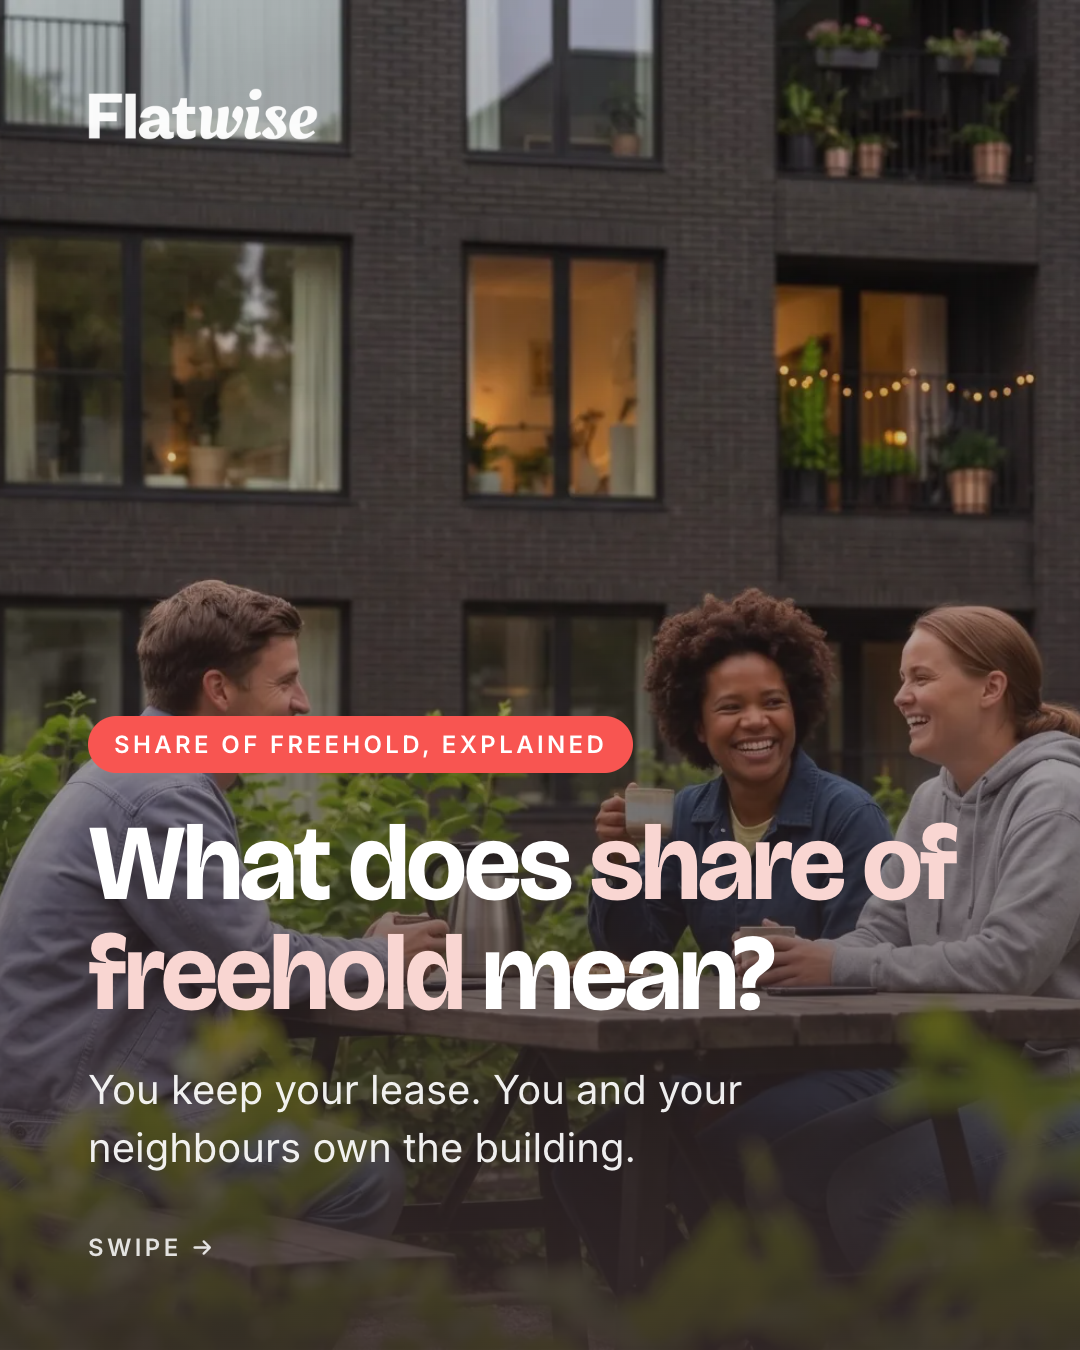 Flatwise
SHARE OF FREEHOLD, EXPLAINED
What does share of
freehold mean?
You keep your lease. You and your
neighbours own the building.
SWIPE →